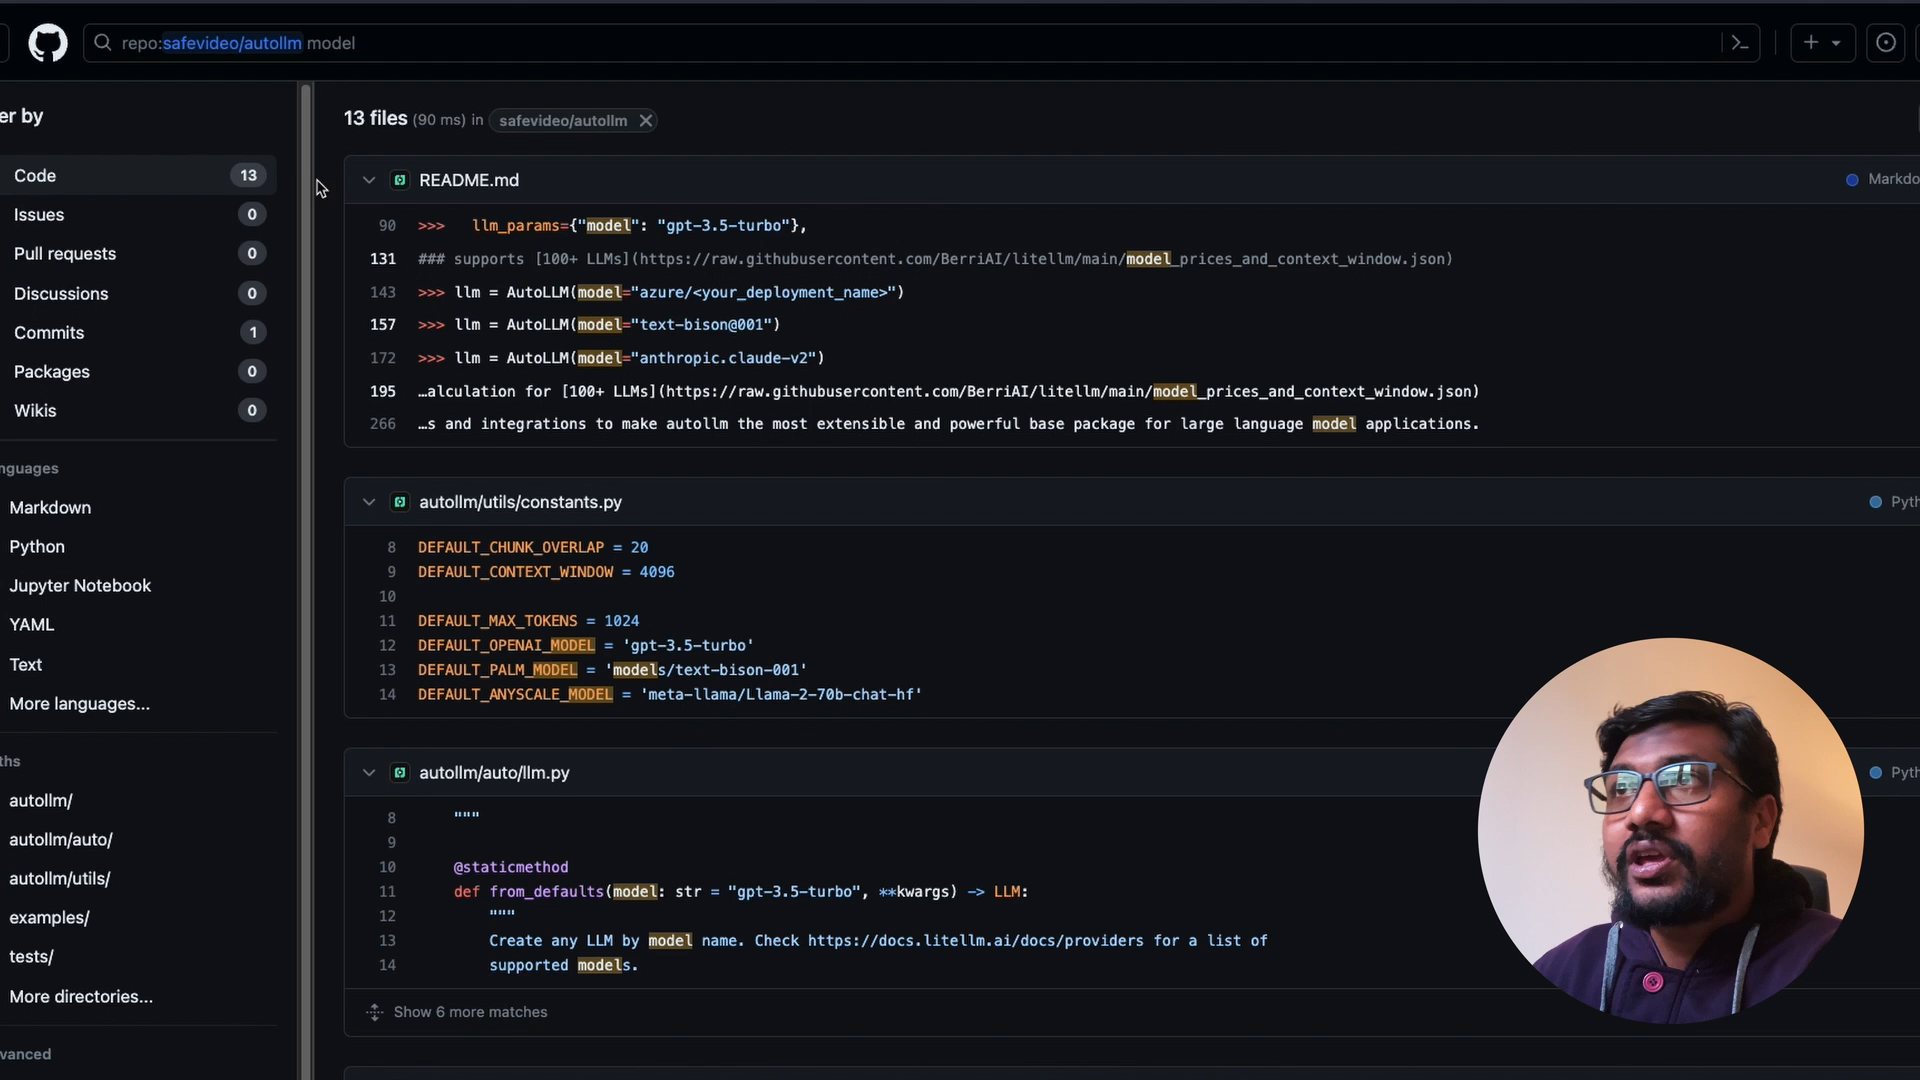 repo:safevideo/autollm model
er by
Code 13
Issues 0
Pull requests 0
Discussions 0
Commits 1
Packages 0
Wikis 0
nguages
Markdown
Python
Jupyter Notebook
YAML
Text
More languages...
ths
autollm/
autollm/auto/
autollm/utils/
examples/
tests/
More directories...
vanced
13 files (90 ms) in safevideo/autollm
README.md Markdo
90 >>> llm_params={"model": "gpt-3.5-turbo"},
131 ### supports [100+ LLMs](https://raw.githubusercontent.com/BerriAI/litellm/main/model_prices_and_context_window.json)
143 >>> llm = AutoLLM(model="azure/<your_deployment_name>")
157 >>> llm = AutoLLM(model="text-bison@001")
172 >>> llm = AutoLLM(model="anthropic.claude-v2")
195 …alculation for [100+ LLMs](https://raw.githubusercontent.com/BerriAI/litellm/main/model_prices_and_context_window.json)
266 …s and integrations to make autollm the most extensible and powerful base package for large language model applications.
autollm/utils/constants.py Pyth
8 DEFAULT_CHUNK_OVERLAP = 20
9 DEFAULT_CONTEXT_WINDOW = 4096
10
11 DEFAULT_MAX_TOKENS = 1024
12 DEFAULT_OPENAI_MODEL = 'gpt-3.5-turbo'
13 DEFAULT_PALM_MODEL = 'models/text-bison-001'
14 DEFAULT_ANYSCALE_MODEL = 'meta-llama/Llama-2-70b-chat-hf'
autollm/auto/llm.py Pyth
8 """
9
10 @staticmethod
11 def from_defaults(model: str = "gpt-3.5-turbo", **kwargs) -> LLM:
12 """
13 Create any LLM by model name. Check https://docs.litellm.ai/docs/providers for a list of
14 supported models.
Show 6 more matches